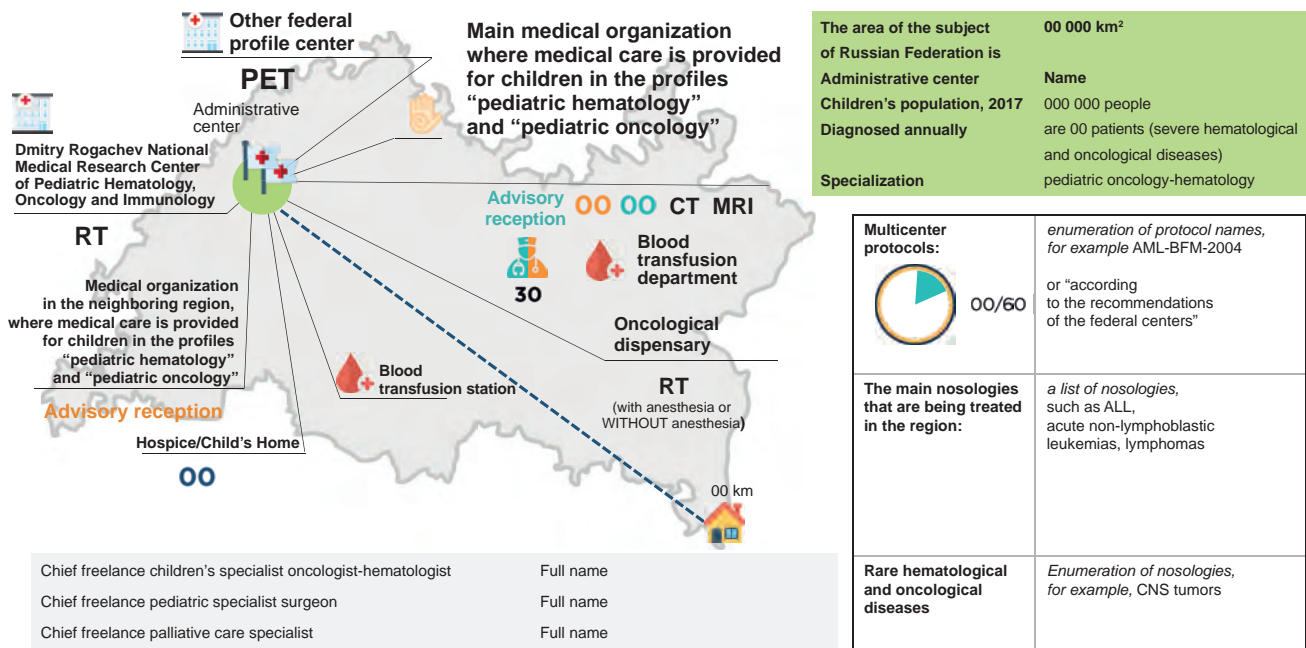 Other federal
profile center
PET
Administrative
center
Dmitry Rogachev National
Medical Research Center
of Pediatric Hematology,
Oncology and Immunology
RT
Medical organization
in the neighboring region,
where medical care is provided
for children in the profiles
“pediatric hematology”
and “pediatric oncology”
Advisory reception
Hospice/Child's Home
00
Main medical organization
where medical care is provided
for children in the profiles
“pediatric hematology”
and “pediatric oncology”
Advisory
reception
00 00 CT MRI
30
Blood
transfusion
department
Oncological
dispensary
RT
(with anesthesia or
WITHOUT anesthesia)
Blood
transfusion station
00 km
Chief freelance children's specialist oncologist-hematologist Full name
Chief freelance pediatric specialist surgeon Full name
Chief freelance palliative care specialist Full name
The area of the subject 00 000 km²
of Russian Federation is
Administrative center Name
Children's population, 2017 000 000 people
Diagnosed annually are 00 patients (severe hematological
and oncological diseases)
Specialization pediatric oncology-hematology
Multicenter
protocols:
00/60
enumeration of protocol names,
for example AML-BFM-2004
or “according
to the recommendations
of the federal centers”
The main nosologies
that are being treated
in the region:
a list of nosologies,
such as ALL,
acute non-lymphoblastic
leukemias, lymphomas
Rare hematological
and oncological
diseases
Enumeration of nosologies,
for example, CNS tumors